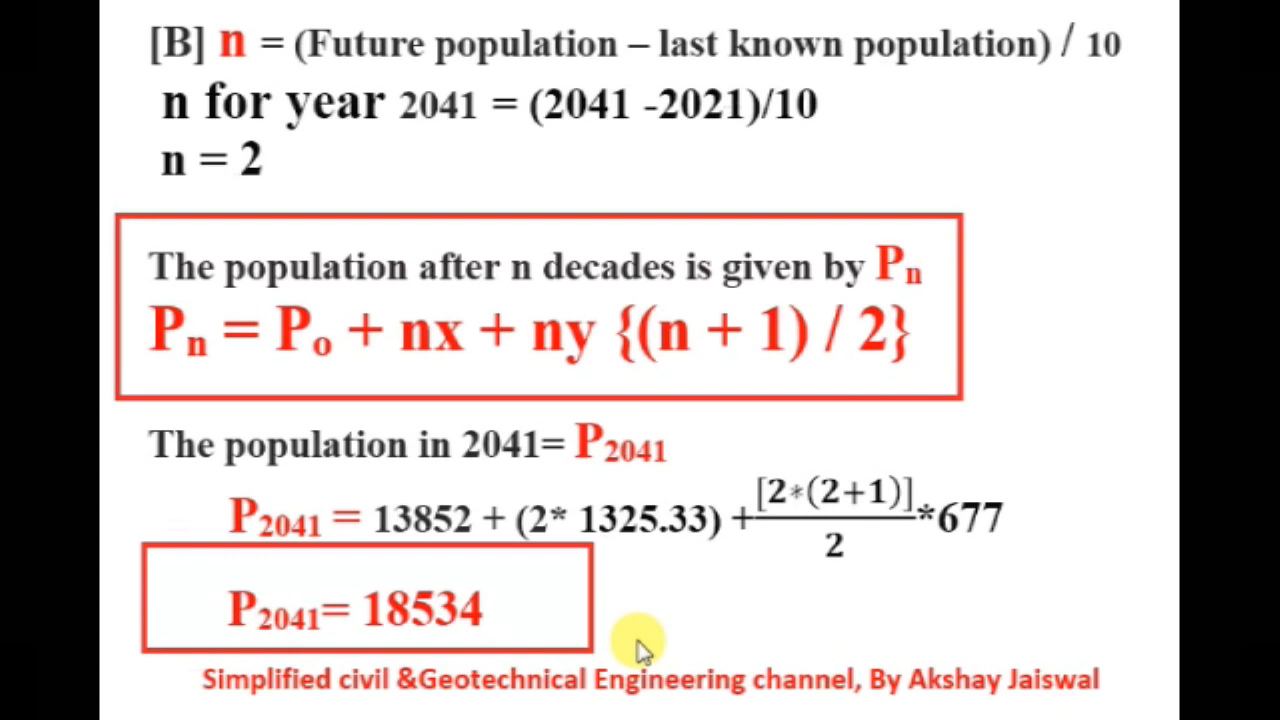 [B] n = (Future population – last known population) / 10
n for year 2041 = (2041 -2021)/10
n = 2
The population after n decades is given by Pₙ
Pₙ = Pₒ + nx + ny {(n + 1) / 2}
The population in 2041= P₂₀₄₁
P₂₀₄₁ = 13852 + (2* 1325.33) + [2*(2+1)]/2 *677
P₂₀₄₁= 18534
Simplified civil &Geotechnical Engineering channel, By Akshay Jaiswal